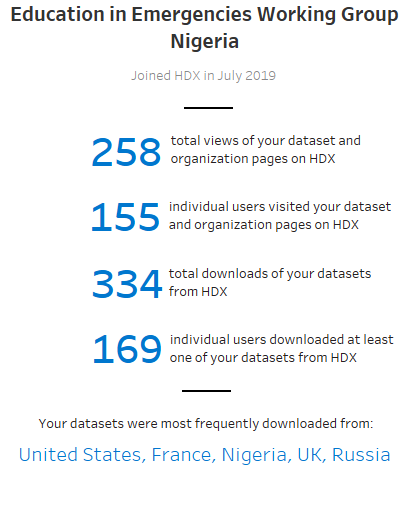 Education in Emergencies Working Group
Nigeria
Joined HDX in July 2019
258 total views of your dataset and
organization pages on HDX
155 individual users visited your dataset
and organization pages on HDX
334 total downloads of your datasets
from HDX
169 individual users downloaded at least
one of your datasets from HDX
Your datasets were most frequently downloaded from:
United States, France, Nigeria, UK, Russia